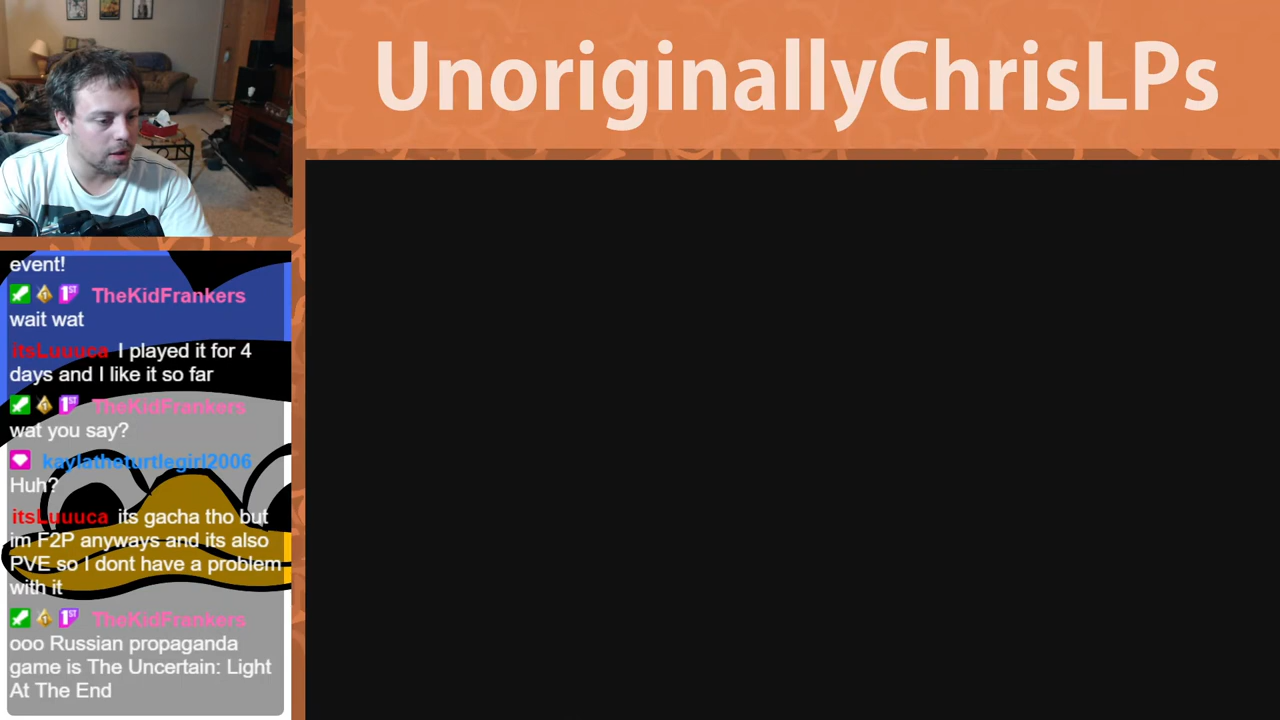 UnoriginallyChrisLPs
event!
TheKidFrankers
wait wat
itsLuuuca I played it for 4
days and I like it so far
TheKidFrankers
wat you say?
kaylatheturtlegirl2006
Huh?
itsLuuuca its gacha tho but
im F2P anyways and its also
PVE so I dont have a problem
with it
TheKidFrankers
ooo Russian propaganda
game is The Uncertain: Light
At The End